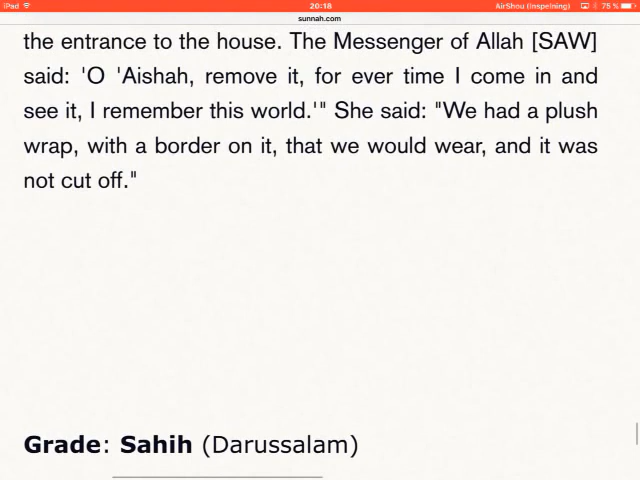 iPad 20:18 AirShou (Inspelning) 75 %
sunnah.com
the entrance to the house. The Messenger of Allah [SAW]
said: 'O 'Aishah, remove it, for ever time I come in and
see it, I remember this world.'" She said: "We had a plush
wrap, with a border on it, that we would wear, and it was
not cut off."
Grade: Sahih (Darussalam)